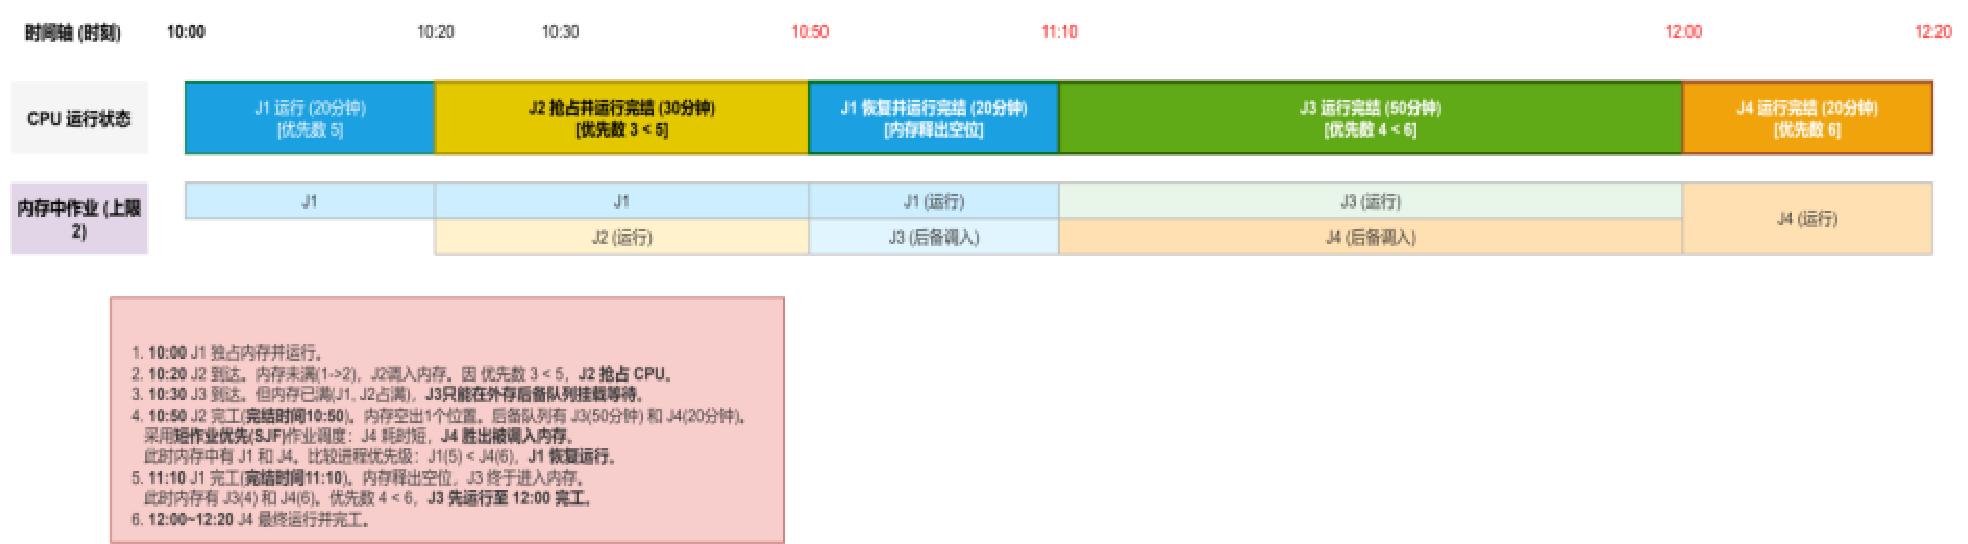 时间轴 (时刻) 10:00 10:20 10:30 10:50 11:10 12:00 12:20
CPU 运行状态
J1 运行 (20分钟)
[优先数 5]
J2 抢占并运行完结 (30分钟)
[优先数 3 < 5]
J1 恢复并运行完结 (20分钟)
[内存释出空位]
J3 运行完结 (50分钟)
[优先数 4 < 6]
J4 运行完结 (20分钟)
[优先数 6]
内存中作业 (上限
2)
J1
J1
J2 (运行)
J1 (运行)
J3 (后备调入)
J3 (运行)
J4 (后备调入)
J4 (运行)
1. 10:00 J1 独占内存并运行。
2. 10:20 J2 到达。内存未满(1->2)，J2调入内存。因 优先数 3 < 5，J2 抢占 CPU。
3. 10:30 J3 到达。但内存已满(J1, J2占满)，J3只能在外存后备队列挂载等待。
4. 10:50 J2 完工(完结时间10:50)。内存空出1个位置。后备队列有 J3(50分钟) 和 J4(20分钟)。
采用短作业优先(SJF)作业调度：J4 耗时短，J4 胜出被调入内存。
此时内存中有 J1 和 J4。比较进程优先级：J1(5) < J4(6)，J1 恢复运行。
5. 11:10 J1 完工(完结时间11:10)。内存释出空位，J3 终于进入内存。
此时内存有 J3(4) 和 J4(6)。优先数 4 < 6，J3 先运行至 12:00 完工。
6. 12:00~12:20 J4 最终运行并完工。